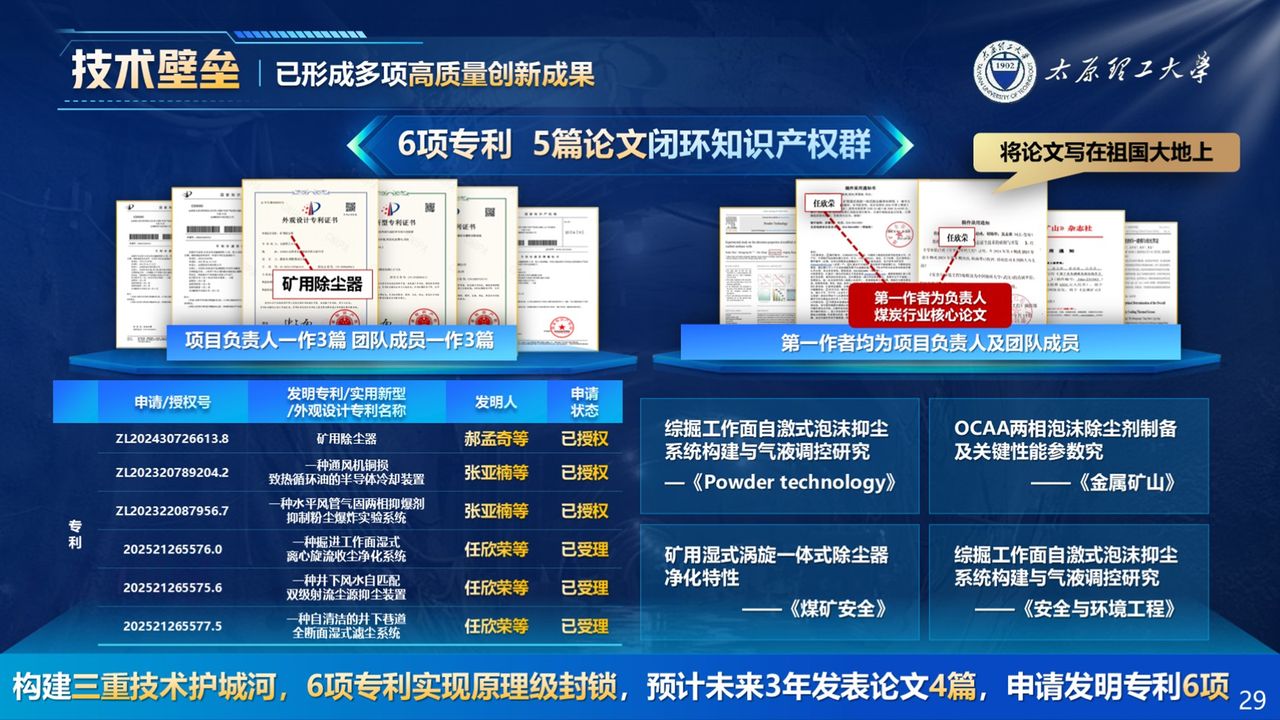 技术壁垒
已形成多项高质量创新成果
1902
太原理工大学
6项专利 5篇论文闭环知识产权群
将论文写在祖国大地上
外观设计专利证书
矿用除尘器
任欣荣
任欣荣
第一作者为负责人
煤炭行业核心论文
项目负责人一作3篇 团队成员一作3篇
第一作者均为项目负责人及团队成员
申请/授权号
发明专利/实用新型
/外观设计专利名称
发明人
申请
状态
专利
ZL202430726613.8 矿用除尘器 郝孟奇等 已授权
ZL202320789204.2 一种通风机铜损
致热循环油的半导体冷却装置 张亚楠等 已授权
ZL202322087956.7 一种水平风管气固两相抑爆剂
抑制粉尘爆炸实验系统 张亚楠等 已授权
202521265576.0 一种掘进工作面湿式
离心旋流收尘净化系统 任欣荣等 已受理
202521265575.6 一种井下风水自匹配
双级射流尘源抑尘装置 任欣荣等 已受理
202521265577.5 一种自清洁的井下巷道
全断面湿式滤尘系统 任欣荣等 已受理
综掘工作面自激式泡沫抑尘
系统构建与气液调控研究
—《Powder technology》
OCAA两相泡沫除尘剂制备
及关键性能参数究
——《金属矿山》
矿用湿式涡旋一体式除尘器
净化特性
——《煤矿安全》
综掘工作面自激式泡沫抑尘
系统构建与气液调控研究
——《安全与环境工程》
构建三重技术护城河，6项专利实现原理级封锁，预计未来3年发表论文4篇，申请发明专利6项
29